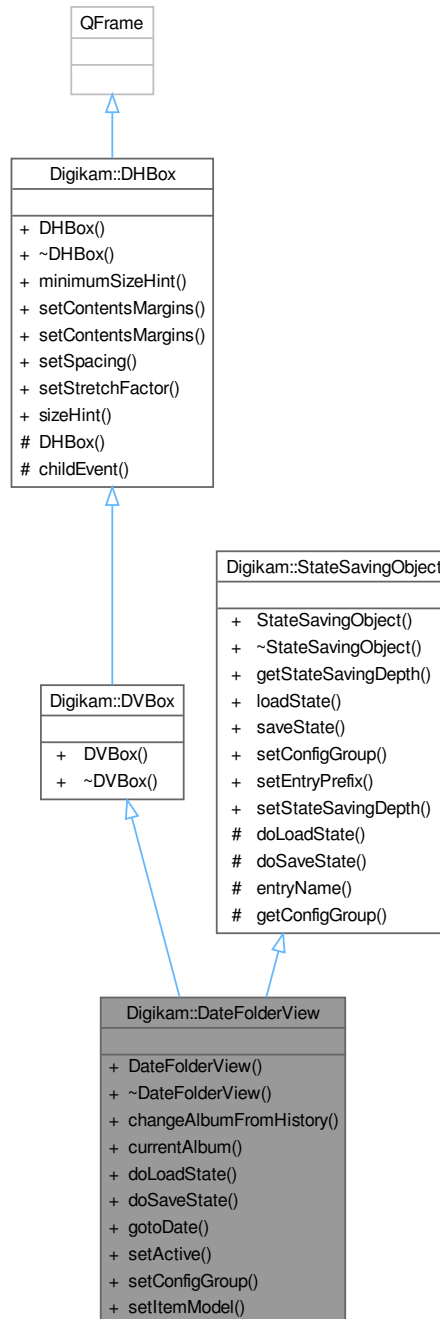 QFrame
Digikam::DHBox
+ DHBox()
+ ~DHBox()
+ minimumSizeHint()
+ setContentsMargins()
+ setContentsMargins()
+ setSpacing()
+ setStretchFactor()
+ sizeHint()
# DHBox()
# childEvent()
Digikam::StateSavingObject
+ StateSavingObject()
+ ~StateSavingObject()
+ getStateSavingDepth()
+ loadState()
+ saveState()
+ setConfigGroup()
+ setEntryPrefix()
+ setStateSavingDepth()
# doLoadState()
# doSaveState()
# entryName()
# getConfigGroup()
Digikam::DVBox
+ DVBox()
+ ~DVBox()
Digikam::DateFolderView
+ DateFolderView()
+ ~DateFolderView()
+ changeAlbumFromHistory()
+ currentAlbum()
+ doLoadState()
+ doSaveState()
+ gotoDate()
+ setActive()
+ setConfigGroup()
+ setItemModel()